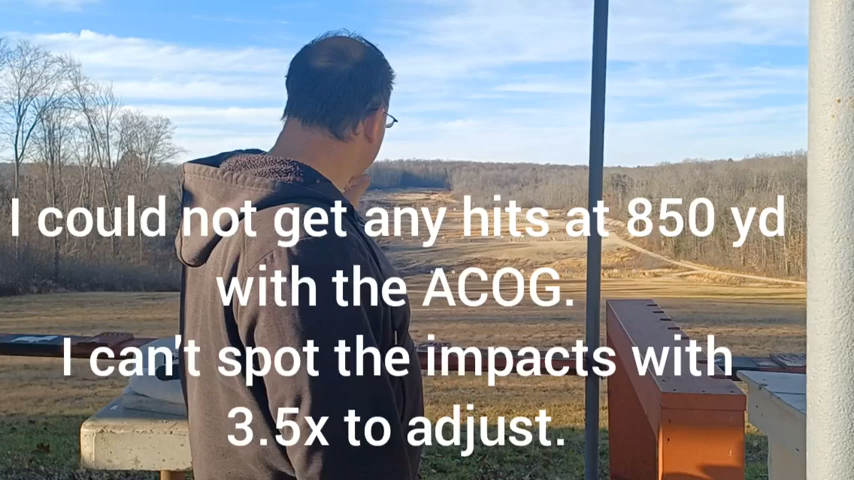 I could not get any hits at 850 yd
with the ACOG.
I can't spot the impacts with
3.5x to adjust.